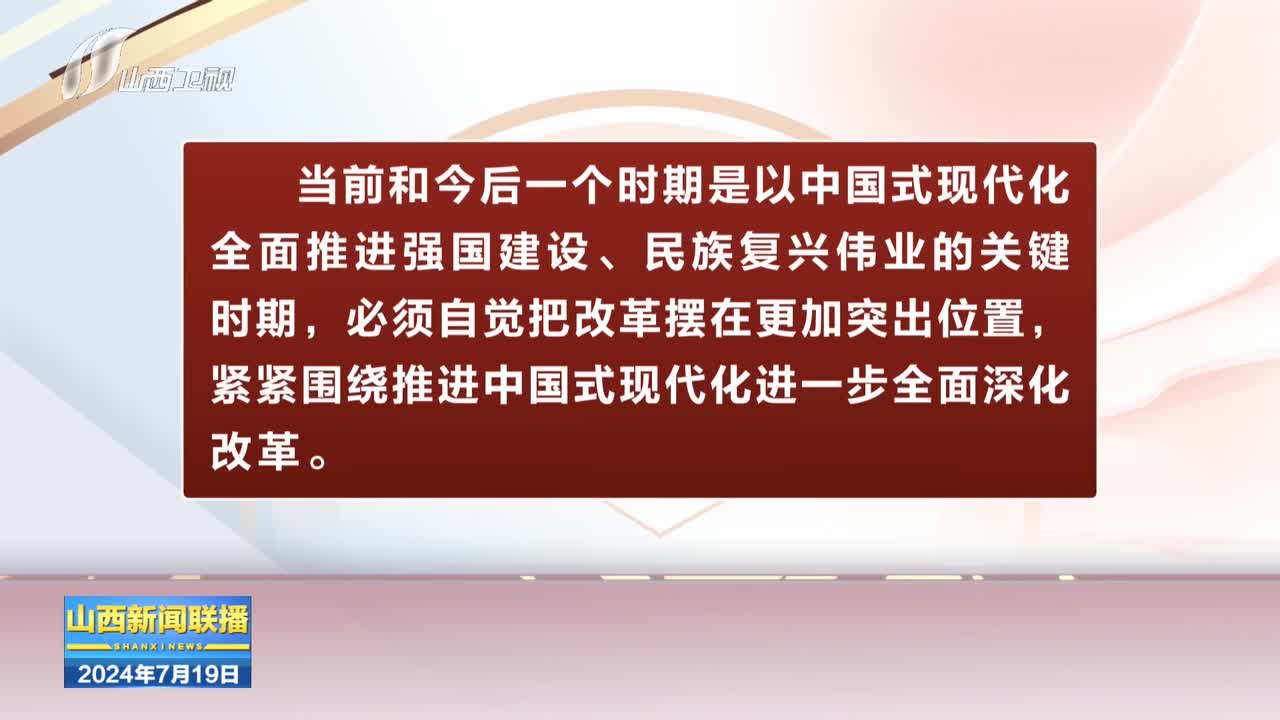 山西卫视
当前和今后一个时期是以中国式现代化
全面推进强国建设、民族复兴伟业的关键
时期，必须自觉把改革摆在更加突出位置，
紧紧围绕推进中国式现代化进一步全面深化
改革。
山西新闻联播
SHANXI NEWS
2024年7月19日